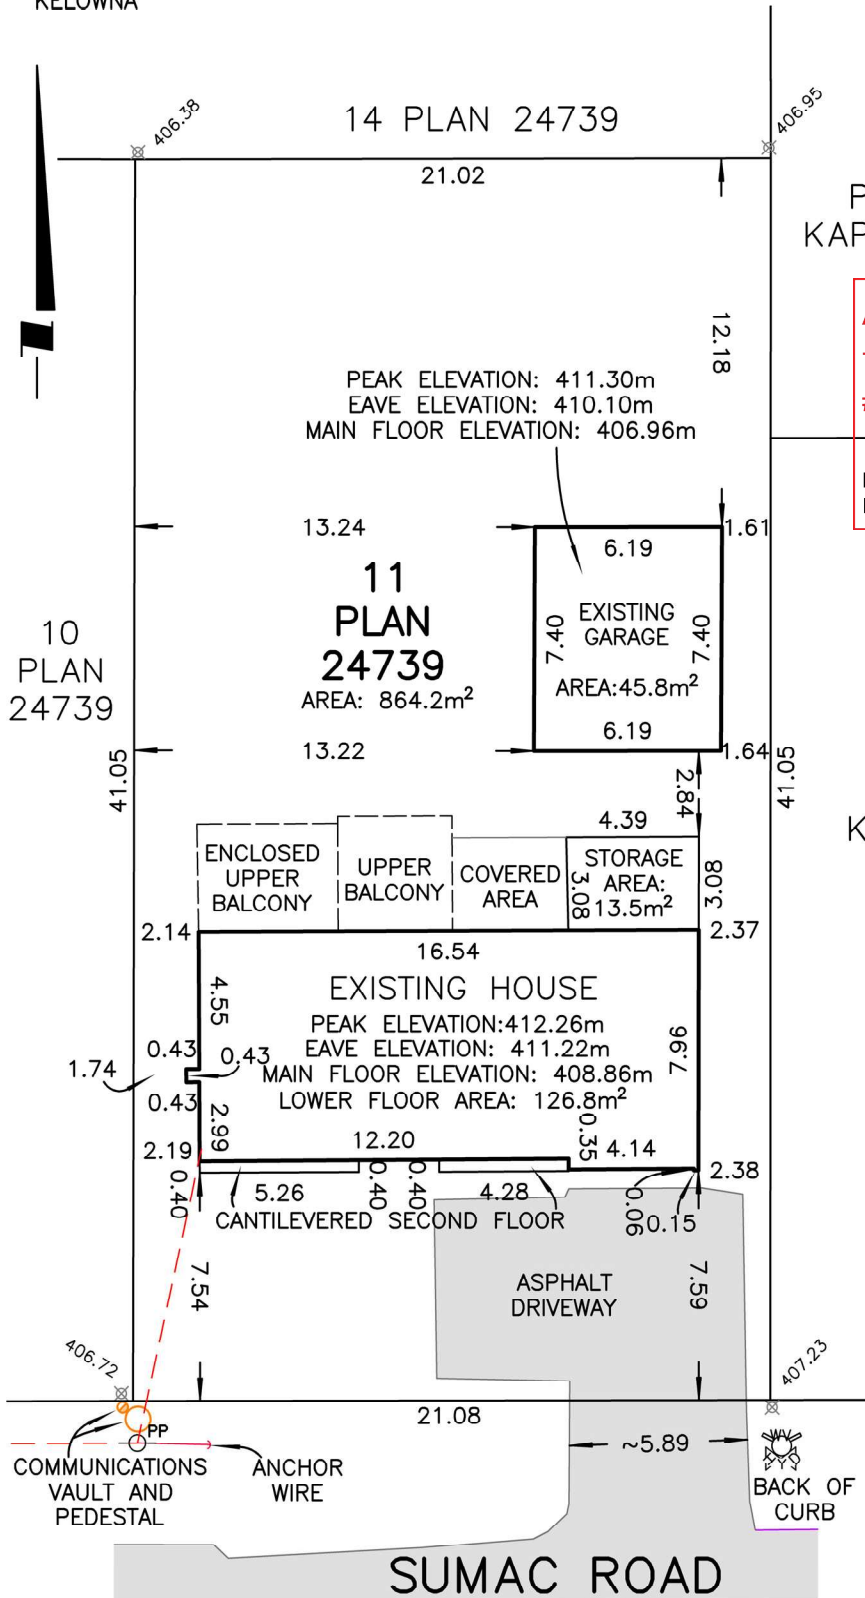 KELOWNA
406.38
14 PLAN 24739
406.95
21.02
P
KAP
12.18
PEAK ELEVATION: 411.30m
EAVE ELEVATION: 410.10m
MAIN FLOOR ELEVATION: 406.96m
13.24
1.61
6.19
11
PLAN
24739
AREA: 864.2m²
EXISTING
GARAGE
7.40
7.40
AREA:45.8m²
6.19
10
PLAN
24739
13.22
1.64
41.05
41.05
2.84
K
4.39
ENCLOSED
UPPER
BALCONY
UPPER
BALCONY
COVERED
AREA
3.08
STORAGE
AREA:
13.5m²
3.08
2.14
2.37
16.54
EXISTING HOUSE
4.55
PEAK ELEVATION:412.26m
EAVE ELEVATION: 411.22m
MAIN FLOOR ELEVATION: 408.86m
LOWER FLOOR AREA: 126.8m²
7.96
0.43
0.43
1.74
0.43
2.99
12.20
0.35
4.14
2.19
2.38
0.40
5.26
0.40
0.40
4.28
0.06
0.15
CANTILEVERED SECOND FLOOR
7.54
ASPHALT
DRIVEWAY
7.59
406.72
407.23
21.08
PP
~5.89
COMMUNICATIONS
VAULT AND
PEDESTAL
ANCHOR
WIRE
BACK OF
CURB
SUMAC ROAD